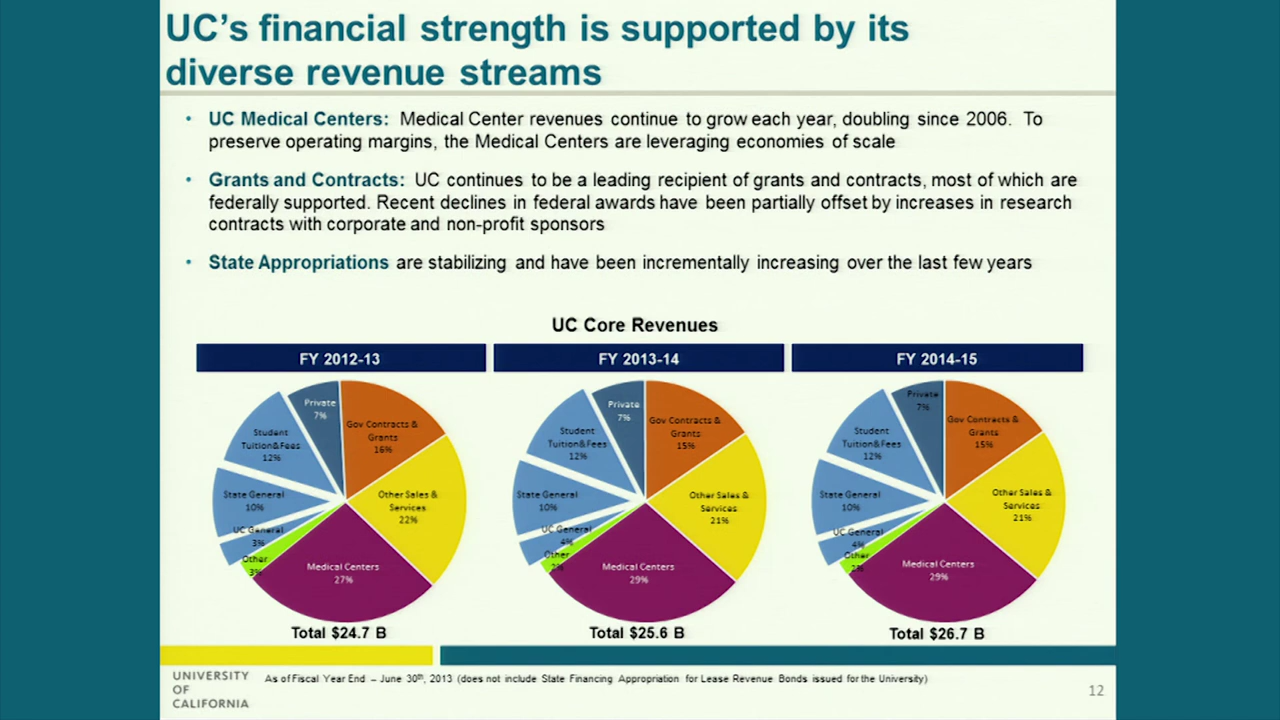 UC's financial strength is supported by its
diverse revenue streams
• UC Medical Centers: Medical Center revenues continue to grow each year, doubling since 2006. To
preserve operating margins, the Medical Centers are leveraging economies of scale
• Grants and Contracts: UC continues to be a leading recipient of grants and contracts, most of which are
federally supported. Recent declines in federal awards have been partially offset by increases in research
contracts with corporate and non-profit sponsors
• State Appropriations are stabilizing and have been incrementally increasing over the last few years
UC Core Revenues
FY 2012-13
Private
7%
Gov Contracts &
Grants
16%
Student
Tuition&Fees
12%
State General
10%
Other Sales &
Services
22%
UC General
3%
Other
3%
Medical Centers
27%
Total $24.7 B
FY 2013-14
Private
7%
Gov Contracts &
Grants
15%
Student
Tuition&Fees
12%
State General
10%
Other Sales &
Services
21%
UC General
4%
Other
2%
Medical Centers
29%
Total $25.6 B
FY 2014-15
Private
7%
Gov Contracts &
Grants
15%
Student
Tuition&Fees
12%
State General
10%
Other Sales &
Services
21%
UC General
4%
Other
2%
Medical Centers
29%
Total $26.7 B
UNIVERSITY
OF
CALIFORNIA
As of Fiscal Year End – June 30th, 2013 (does not include State Financing Appropriation for Lease Revenue Bonds issued for the University)
12